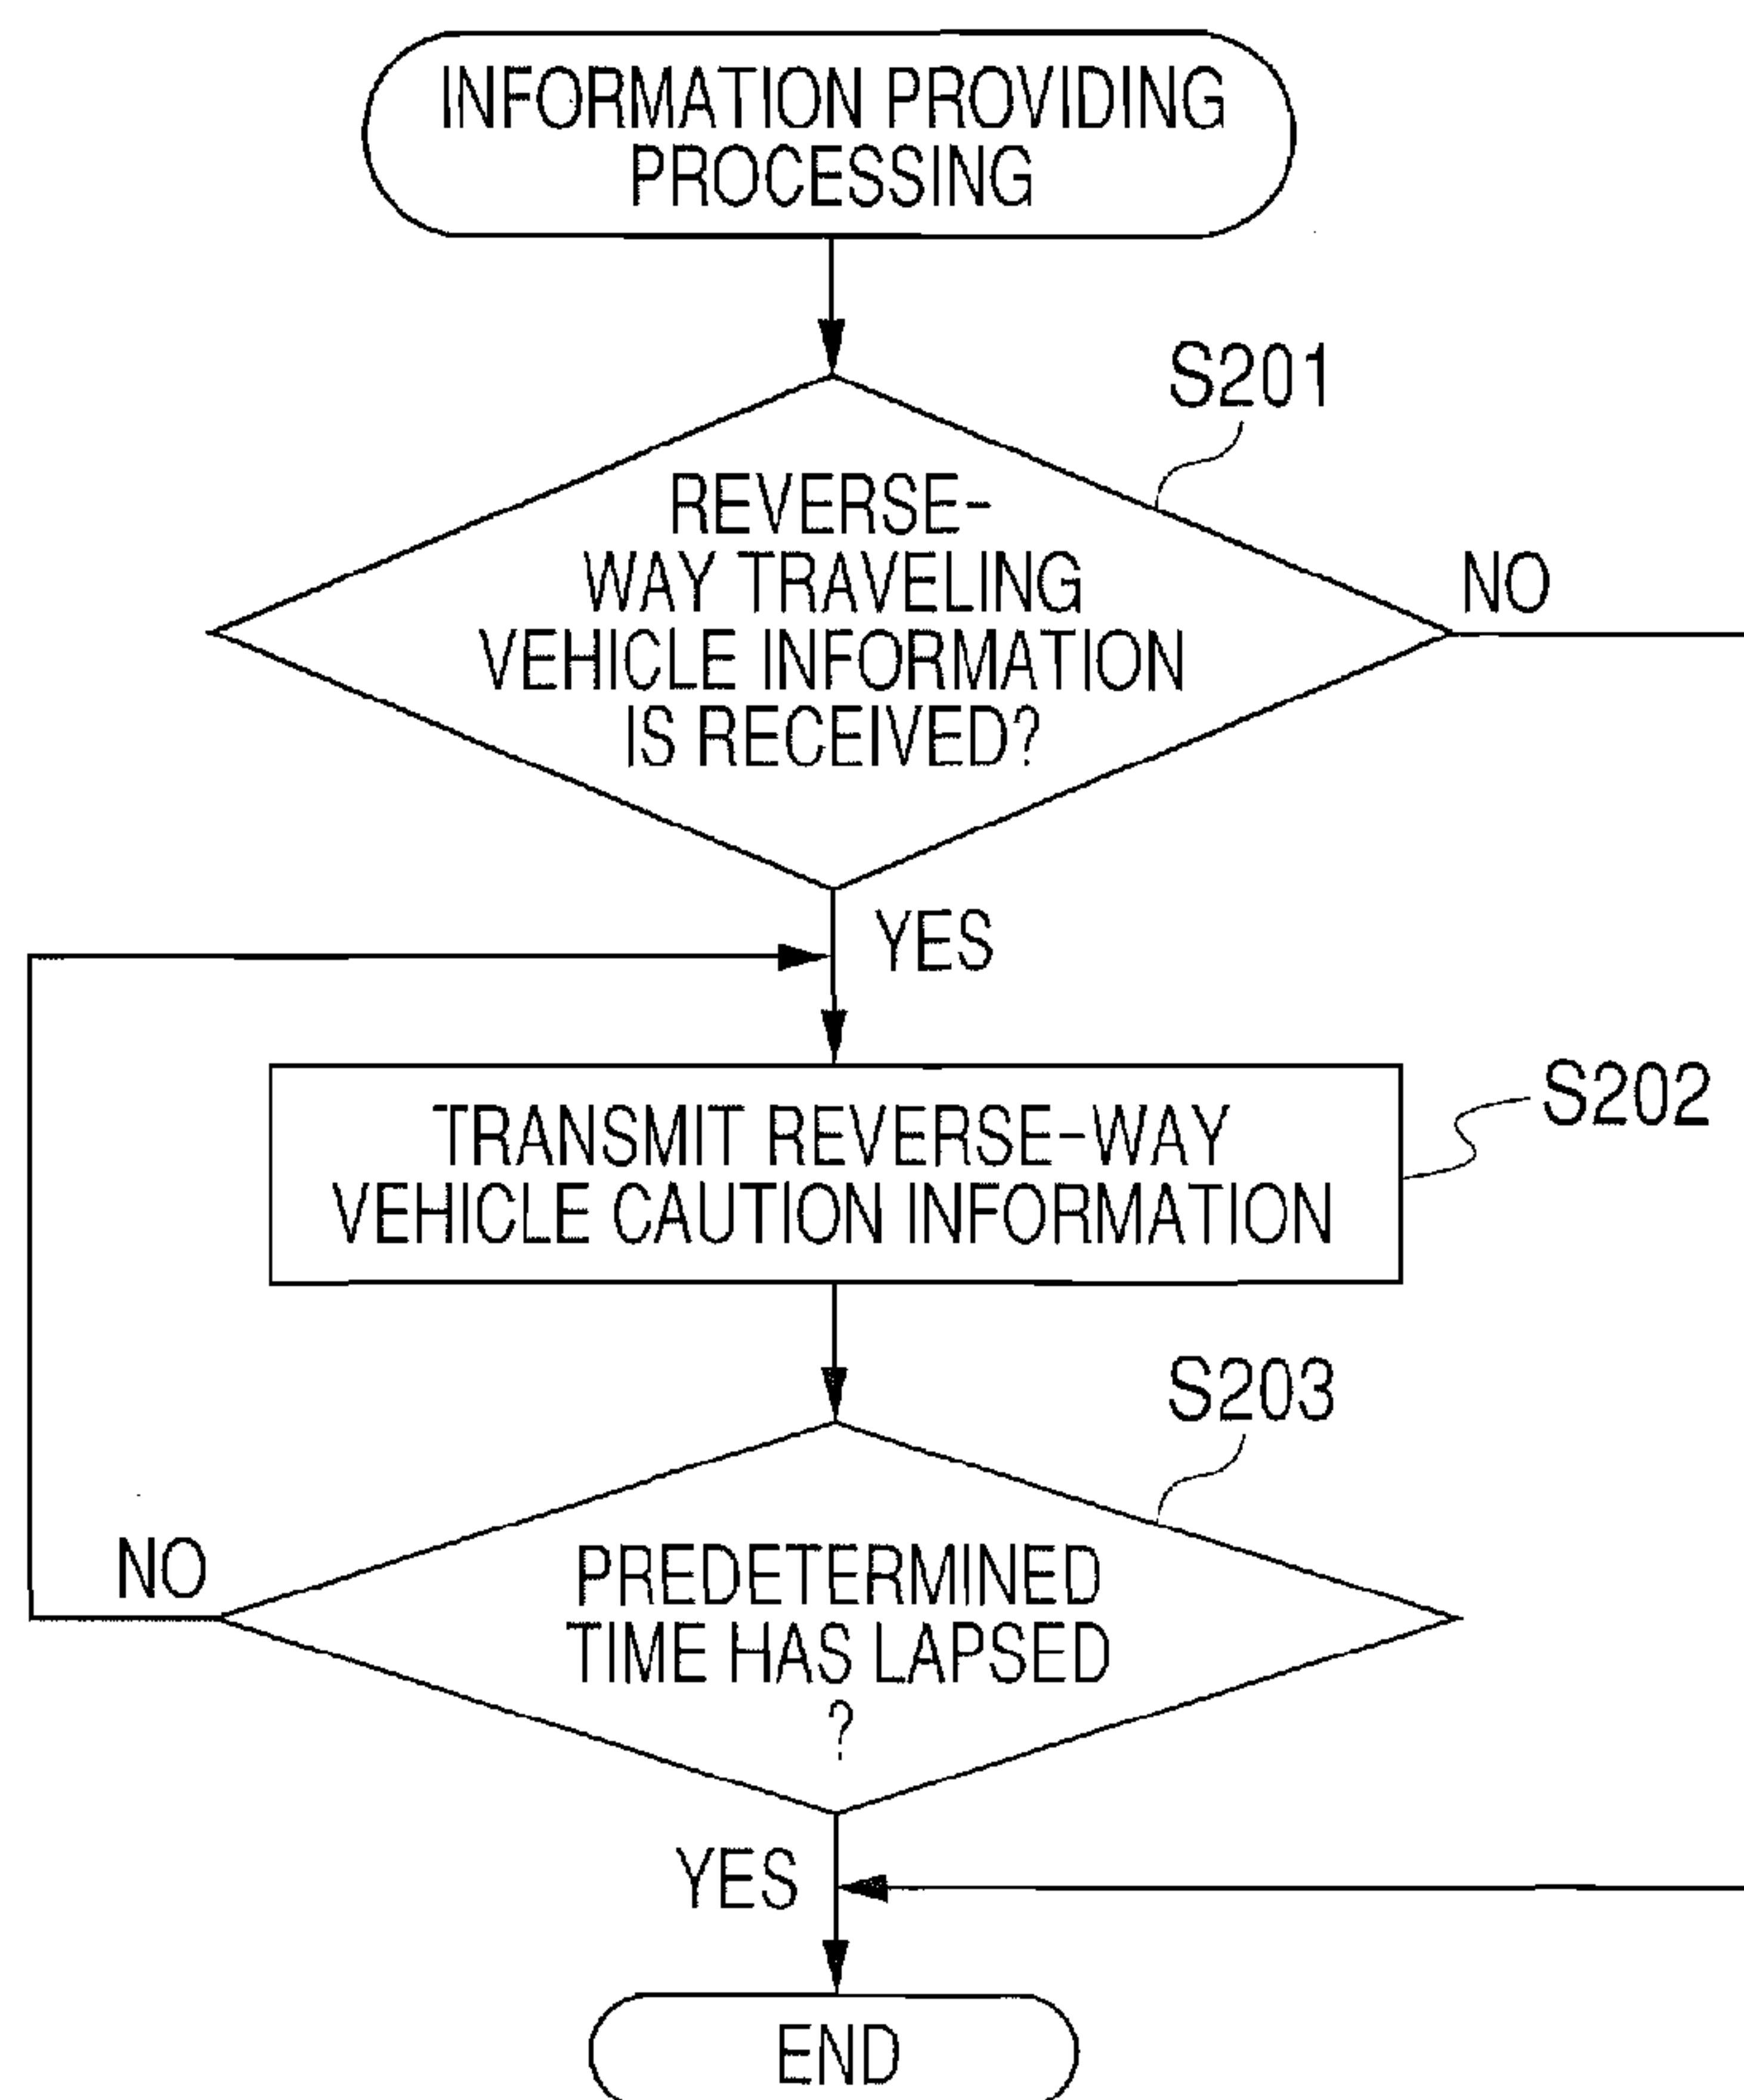 INFORMATION PROVIDING
PROCESSING
S201
REVERSE-
WAY TRAVELING
VEHICLE INFORMATION
IS RECEIVED?
NO
YES
TRANSMIT REVERSE-WAY
VEHICLE CAUTION INFORMATION
S202
S203
PREDETERMINED
TIME HAS LAPSED
?
NO
YES
END